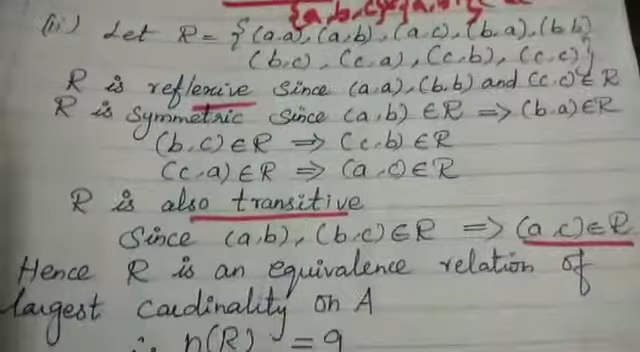 {a,b,c}×{a,b,
(ii) Let R = {(a,a), (a,b), (a,c), (b,a), (b,b)
(b,c), (c,a), (c,b), (c,c)}
R is reflexive since (a,a), (b,b) and (c,c) ∈ R
R is symmetric since (a,b) ∈ R => (b,a) ∈ R
(b,c) ∈ R => (c,b) ∈ R
(c,a) ∈ R => (a,c) ∈ R
R is also transitive
Since (a,b), (b,c) ∈ R => (a,c) ∈ R
Hence R is an equivalence relation of
largest cardinality on A
∴ n(R) = 9